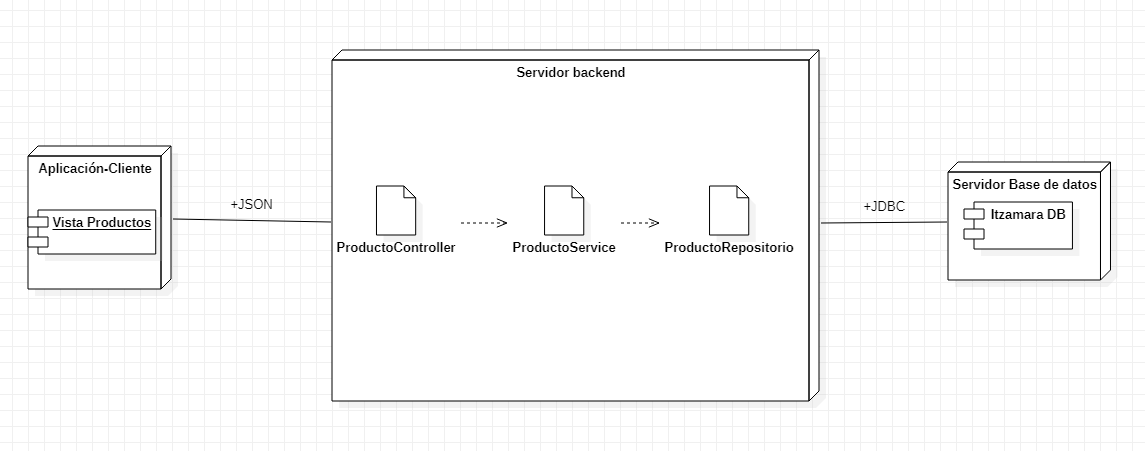 Servidor backend
Aplicación-Cliente
Vista Productos
+JSON
ProductoController
ProductoService
ProductoRepositorio
+JDBC
Servidor Base de datos
Itzamara DB